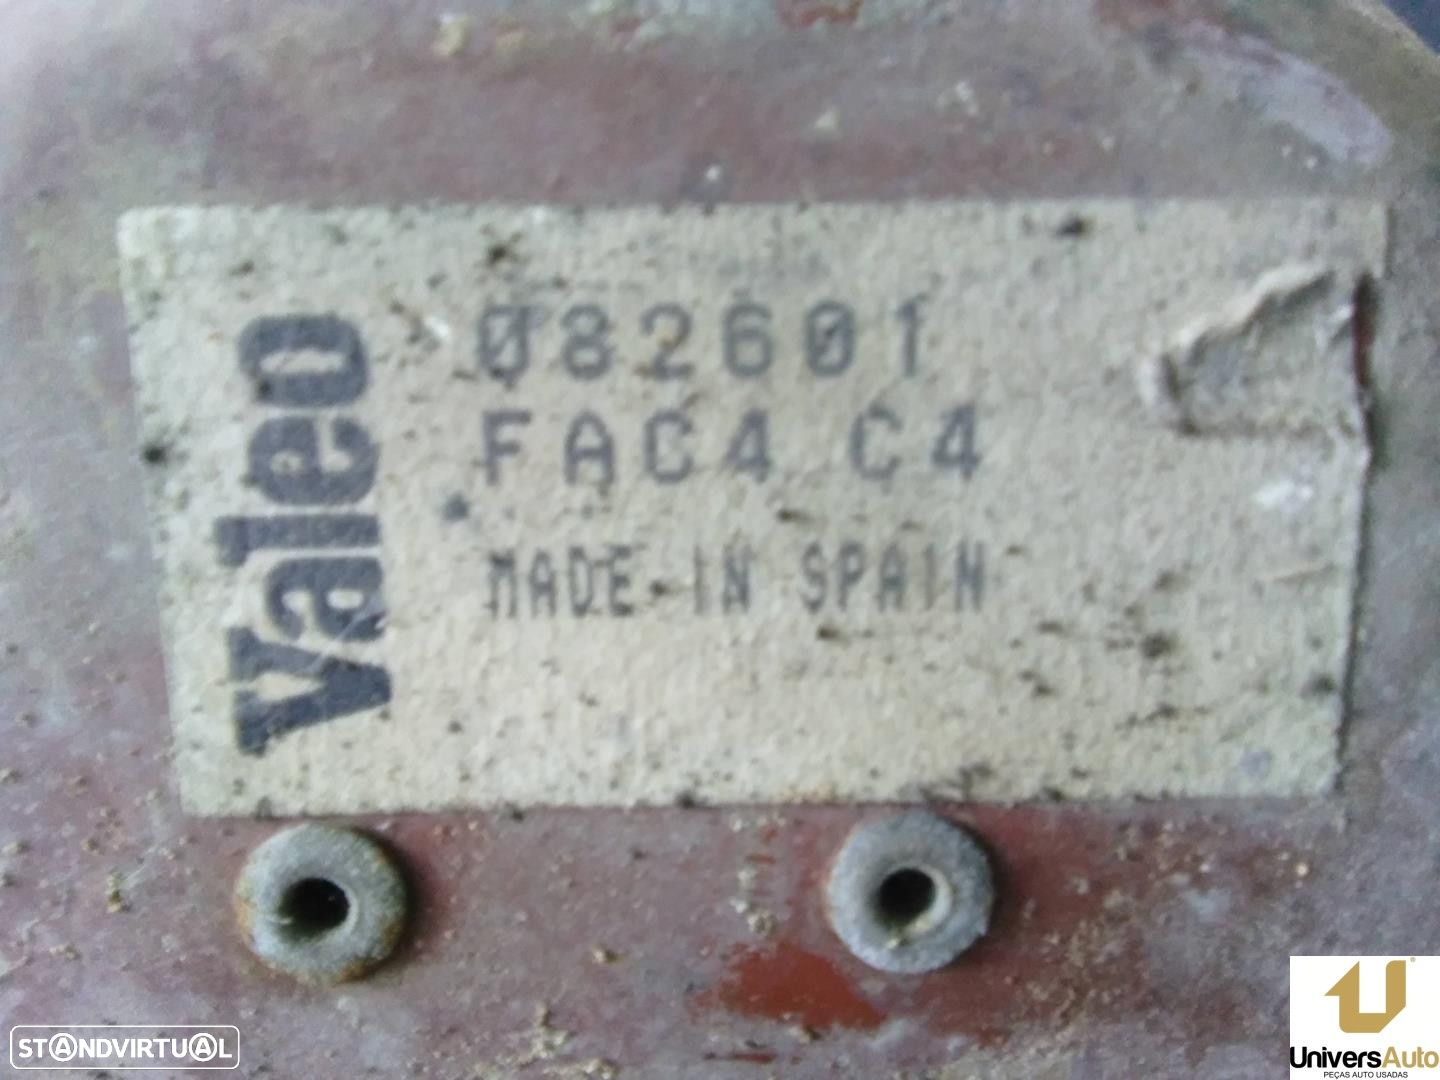 Valeo
082601
FAC4 C4
MADE IN SPAIN
STANDVIRTUAL
UniversAuto
PEÇAS AUTO USADAS